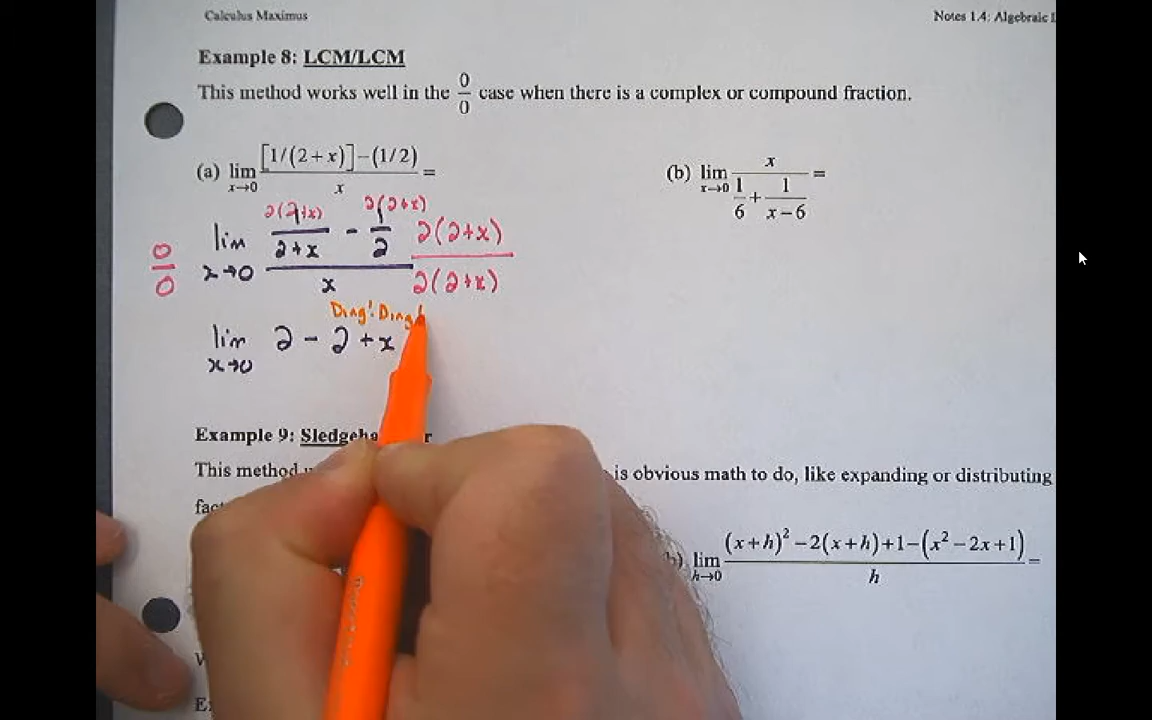 Calculus Maximus
Notes 1.4: Algebraic
Example 8: LCM/LCM
This method works well in the 0/0 case when there is a complex or compound fraction.
(a) lim x→0 [1/(2+x)]−(1/2) / x =
(b) lim x→0 x / (1/6 + 1/(x−6)) =
2(2+x) 2(2+x)
0/0 lim x→0 (1/(2+x) - 1/2) / x 2(2+x) / 2(2+x)
Ding! Ding!
lim x→0 2 - 2 + x
Example 9:
This method is obvious math to do, like expanding or distributing
lim h→0 (x+h)² −2(x+h)+1−(x² −2x+1) / h =